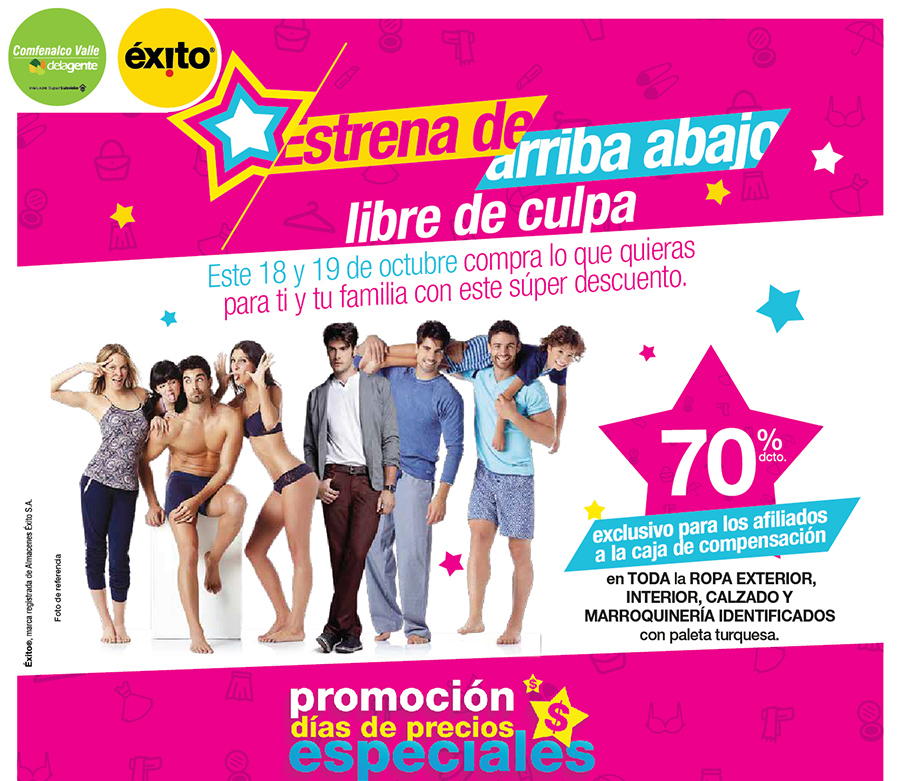 Comfenalco Valle
delagente
VIGILADO SuperSubsidio
éxito®
Estrena de
arriba abajo
libre de culpa
Este 18 y 19 de octubre compra lo que quieras
para ti y tu familia con este súper descuento.
70%
dcto.
exclusivo para los afiliados
a la caja de compensación
en TODA la ROPA EXTERIOR,
INTERIOR, CALZADO Y
MARROQUINERÍA IDENTIFICADOS
con paleta turquesa.
Éxito®, marca registrada de Almacenes Éxito S.A.
Foto de referencia
promoción
días de precios
especiales
$
$